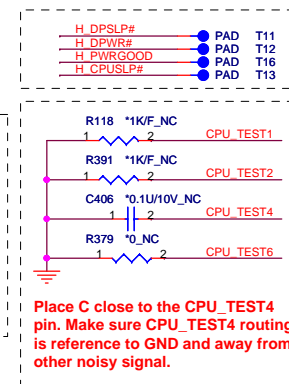 H_DPSLP# PAD T11
H_DPWR# PAD T12
H_PWRGOOD PAD T16
H_CPUSLP# PAD T13
R118 *1K/F_NC
1 2 CPU_TEST1
R391 *1K/F_NC
1 2 CPU_TEST2
C406 *0.1U/10V_NC
1 2 CPU_TEST4
R379 *0_NC
1 2 CPU_TEST6
Place C close to the CPU_TEST4
pin. Make sure CPU_TEST4 routing
is reference to GND and away from
other noisy signal.